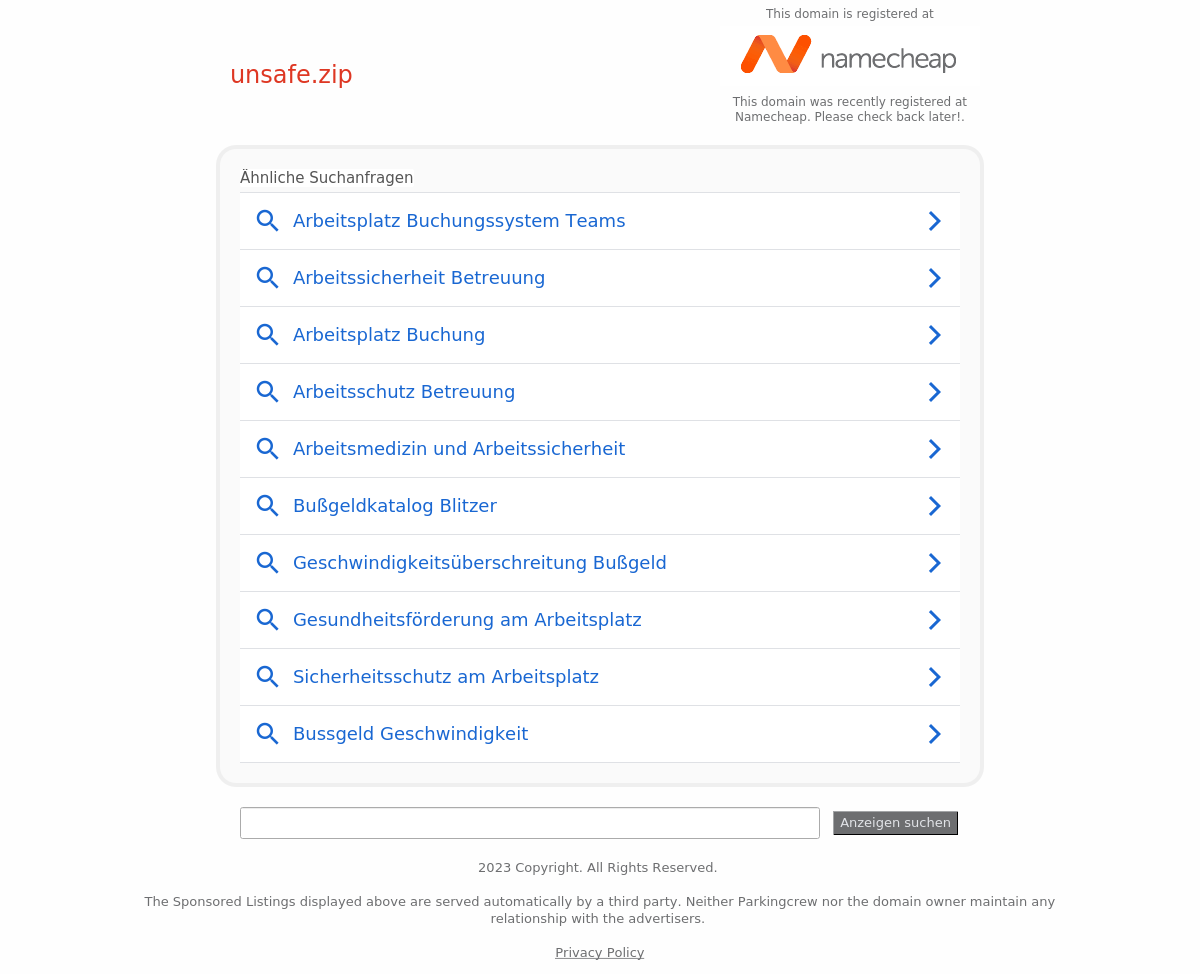 This domain is registered at
namecheap
unsafe.zip
This domain was recently registered at
Namecheap. Please check back later!.
Ähnliche Suchanfragen
Arbeitsplatz Buchungssystem Teams
Arbeitssicherheit Betreuung
Arbeitsplatz Buchung
Arbeitsschutz Betreuung
Arbeitsmedizin und Arbeitssicherheit
Bußgeldkatalog Blitzer
Geschwindigkeitsüberschreitung Bußgeld
Gesundheitsförderung am Arbeitsplatz
Sicherheitsschutz am Arbeitsplatz
Bussgeld Geschwindigkeit
Anzeigen suchen
2023 Copyright. All Rights Reserved.
The Sponsored Listings displayed above are served automatically by a third party. Neither Parkingcrew nor the domain owner maintain any
relationship with the advertisers.
Privacy Policy